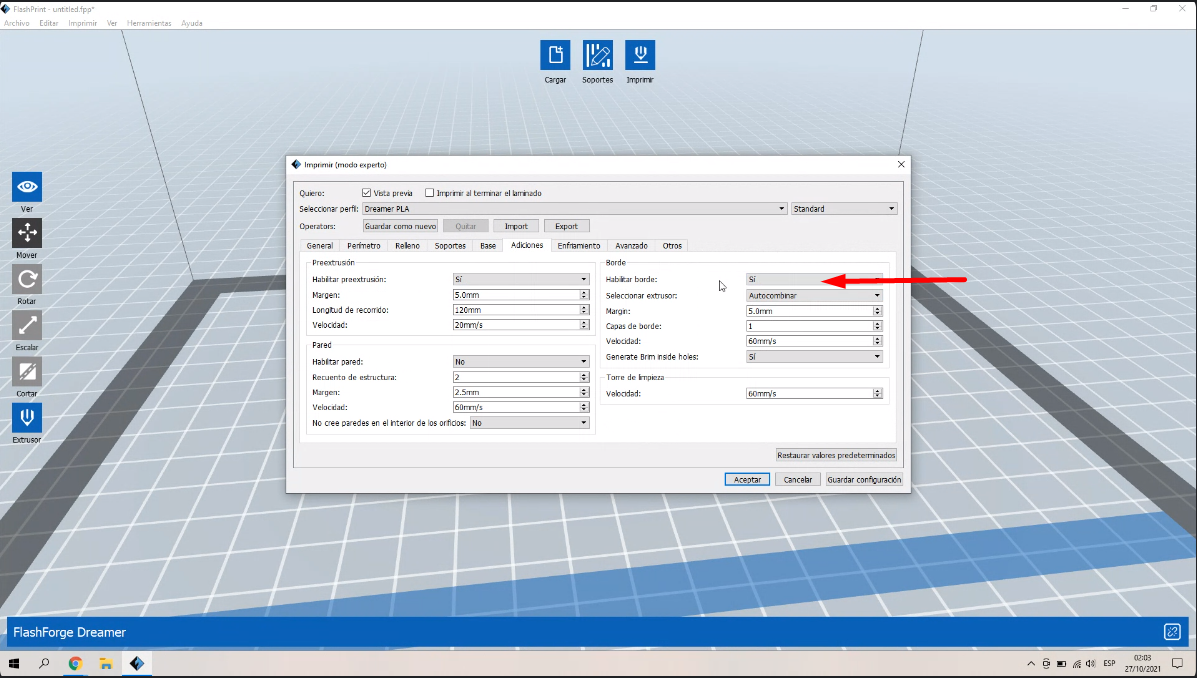 FlashPrint - untitled.fpp*
Archivo Editar Imprimir Ver Herramientas Ayuda
Cargar Soportes Imprimir
Ver
Mover
Rotar
Escalar
Cortar
Extrusor
Imprimir (modo experto)
Quiero: Vista previa Imprimir al terminar el laminado
Seleccionar perfil: Dreamer PLA Standard
Operators: Guardar como nuevo Quitar Import Export
General Perímetro Relleno Soportes Base Adiciones Enfriamiento Avanzado Otros
Preextrusión
Habilitar preextrusión: Sí
Margen: 5.0mm
Longitud de recorrido: 120mm
Velocidad: 20mm/s
Pared
Habilitar pared: No
Recuento de estructura: 2
Margen: 2.5mm
Velocidad: 60mm/s
No cree paredes en el interior de los orificios: No
Borde
Habilitar borde: Sí
Seleccionar extrusor: Autocombinar
Margin: 5.0mm
Capas de borde: 1
Velocidad: 60mm/s
Generate Brim inside holes: Sí
Torre de limpieza
Velocidad: 60mm/s
Restaurar valores predeterminados
Aceptar Cancelar Guardar configuración
FlashForge Dreamer
ESP
02:03
27/10/2021